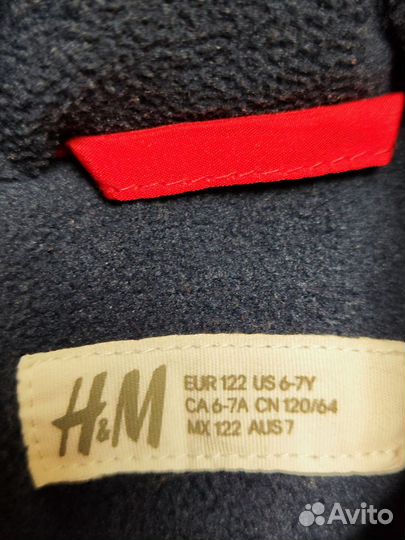 H&M
EUR 122 US 6-7Y
CA 6-7A CN 120/64
MX 122 AUS 7
Avito